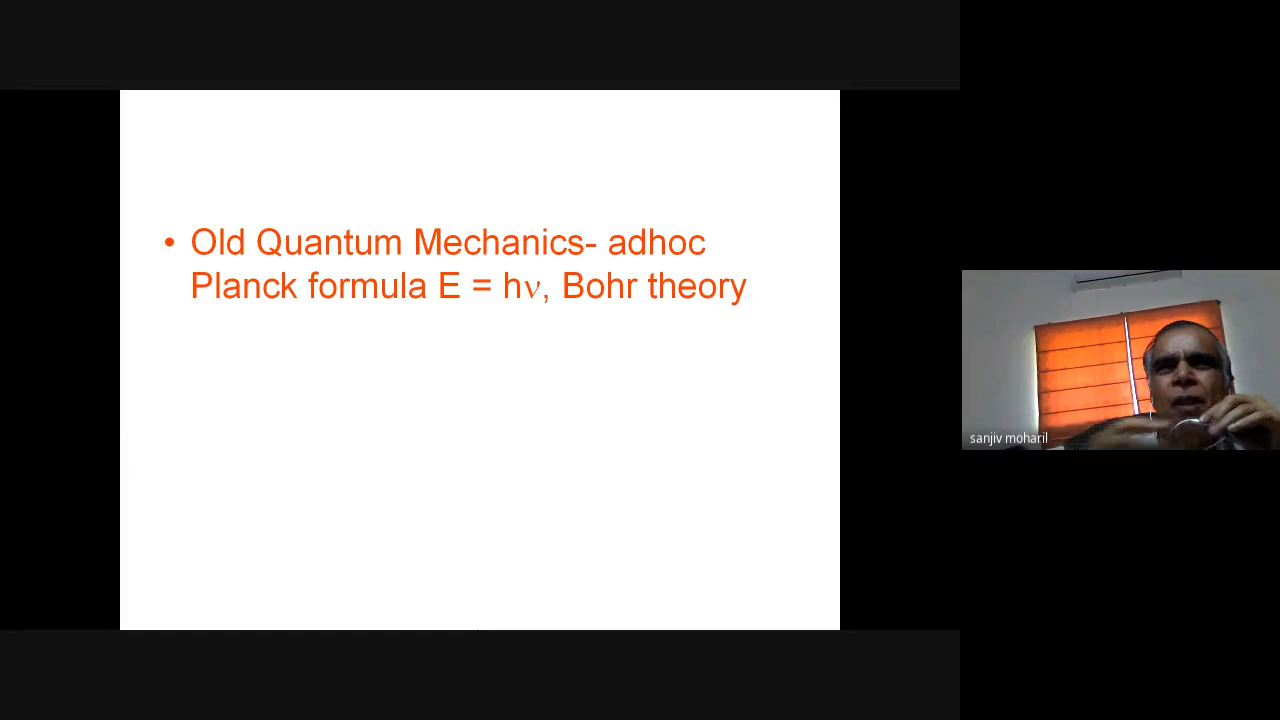 • Old Quantum Mechanics- adhoc
Planck formula E = hν, Bohr theory
sanjiv moharil